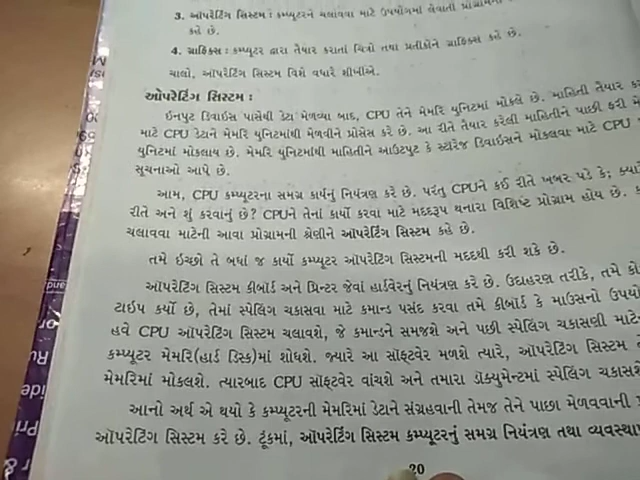 3. ઑપરેટિંગ સિસ્ટમ : કમ્પ્યૂટરને ચલાવવા માટે ઉપયોગમાં લેવાતી
કહે છે.
4. ગ્રાફિક્સ : કમ્પ્યૂટર દ્વારા તૈયાર કરાતાં ચિત્રો તથા પ્રતીકોને ગ્રાફિક્સ કહે છે.
ચાલો, ઑપરેટિંગ સિસ્ટમ વિશે વધારે શીખીએ.
ઑપરેટિંગ સિસ્ટમ :
ઇનપુટ ડિવાઇસ પાસેથી ડેટા મેળવ્યા બાદ, CPU તેને મેમરિ યુનિટમાં મોકલે છે. માહિતી તૈયાર
માટે CPU ડેટાને મેમરિ યુનિટમાંથી મેળવીને પ્રોસેસ કરે છે. આ રીતે તૈયાર કરેલી માહિતીને પાછી ફરી
યુનિટમાં મોકલાય છે. મેમરિ યુનિટમાંથી માહિતીને આઉટપુટ કે સ્ટોરેજ ડિવાઇસને મોકલવા માટે CPU
સૂચનાઓ આપે છે.
આમ, CPU કમ્પ્યૂટરના સમગ્ર કાર્યનું નિયંત્રણ કરે છે. પરંતુ CPUને કઈ રીતે ખબર પડે કે;
રીતે અને શું કરવાનું છે? CPUને તેનાં કાર્યો કરવા માટે મદદરૂપ થનારા વિશિષ્ટ પ્રોગ્રામ હોય છે.
ચલાવવા માટેની આવા પ્રોગ્રામની શ્રેણીને ઑપરેટિંગ સિસ્ટમ કહે છે.
તમે ઇચ્છો તે બધાં જ કાર્યો કમ્પ્યૂટર ઑપરેટિંગ સિસ્ટમની મદદથી કરી શકે છે.
ઑપરેટિંગ સિસ્ટમ કીબૉર્ડ અને પ્રિન્ટર જેવાં હાર્ડવેરનું નિયંત્રણ કરે છે. ઉદાહરણ તરીકે, તમે
ટાઇપ કર્યો છે, તેમાં સ્પેલિંગ ચકાસવા માટે કમાન્ડ પસંદ કરવા તમે કીબૉર્ડ કે માઉસનો
હવે CPU ઑપરેટિંગ સિસ્ટમ ચલાવશે, જે કમાન્ડને સમજશે અને પછી સ્પેલિંગ ચકાસણી
કમ્પ્યૂટર મેમરિ(હાર્ડ ડિસ્ક)માં શોધશે. જ્યારે આ સૉફ્ટવેર મળશે ત્યારે, ઑપરેટિંગ સિસ્ટમ
મેમરિમાં મોકલશે. ત્યારબાદ CPU સૉફ્ટવેર વાંચશે અને તમારા ડૉક્યુમેન્ટમાં સ્પેલિંગ
આનો અર્થ એ થયો કે કમ્પ્યૂટરની મેમરિમાં ડેટાને સંગ્રહવાની તેમજ તેને પાછા મેળવવાની
ઑપરેટિંગ સિસ્ટમ કરે છે. ટૂંકમાં, ઑપરેટિંગ સિસ્ટમ કમ્પ્યૂટરનું સમગ્ર નિયંત્રણ તથા
20